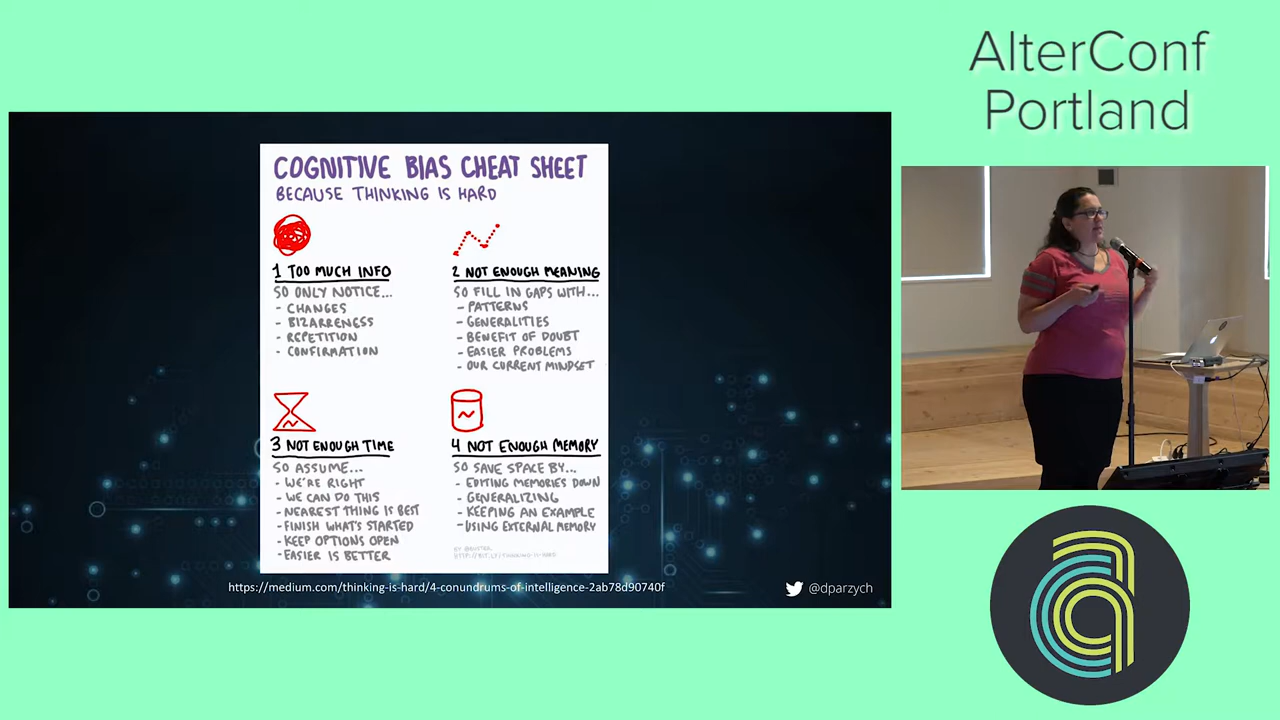 AlterConf
Portland
COGNITIVE BIAS CHEAT SHEET
BECAUSE THINKING IS HARD
1 TOO MUCH INFO
SO ONLY NOTICE...
- CHANGES
- BIZARRENESS
- REPETITION
- CONFIRMATION
2 NOT ENOUGH MEANING
SO FILL IN GAPS WITH...
- PATTERNS
- GENERALITIES
- BENEFIT OF DOUBT
- EASIER PROBLEMS
- OUR CURRENT MINDSET
3 NOT ENOUGH TIME
SO ASSUME...
- WE'RE RIGHT
- WE CAN DO THIS
- NEAREST THING IS BEST
- FINISH WHAT'S STARTED
- KEEP OPTIONS OPEN
- EASIER IS BETTER
4 NOT ENOUGH MEMORY
SO SAVE SPACE BY...
- EDITING MEMORIES DOWN
- GENERALIZING
- KEEPING AN EXAMPLE
- USING EXTERNAL MEMORY
BY @BUSTER
https://medium.com/thinking-is-hard/4-conundrums-of-intelligence-2ab78d90740f
@dparzych